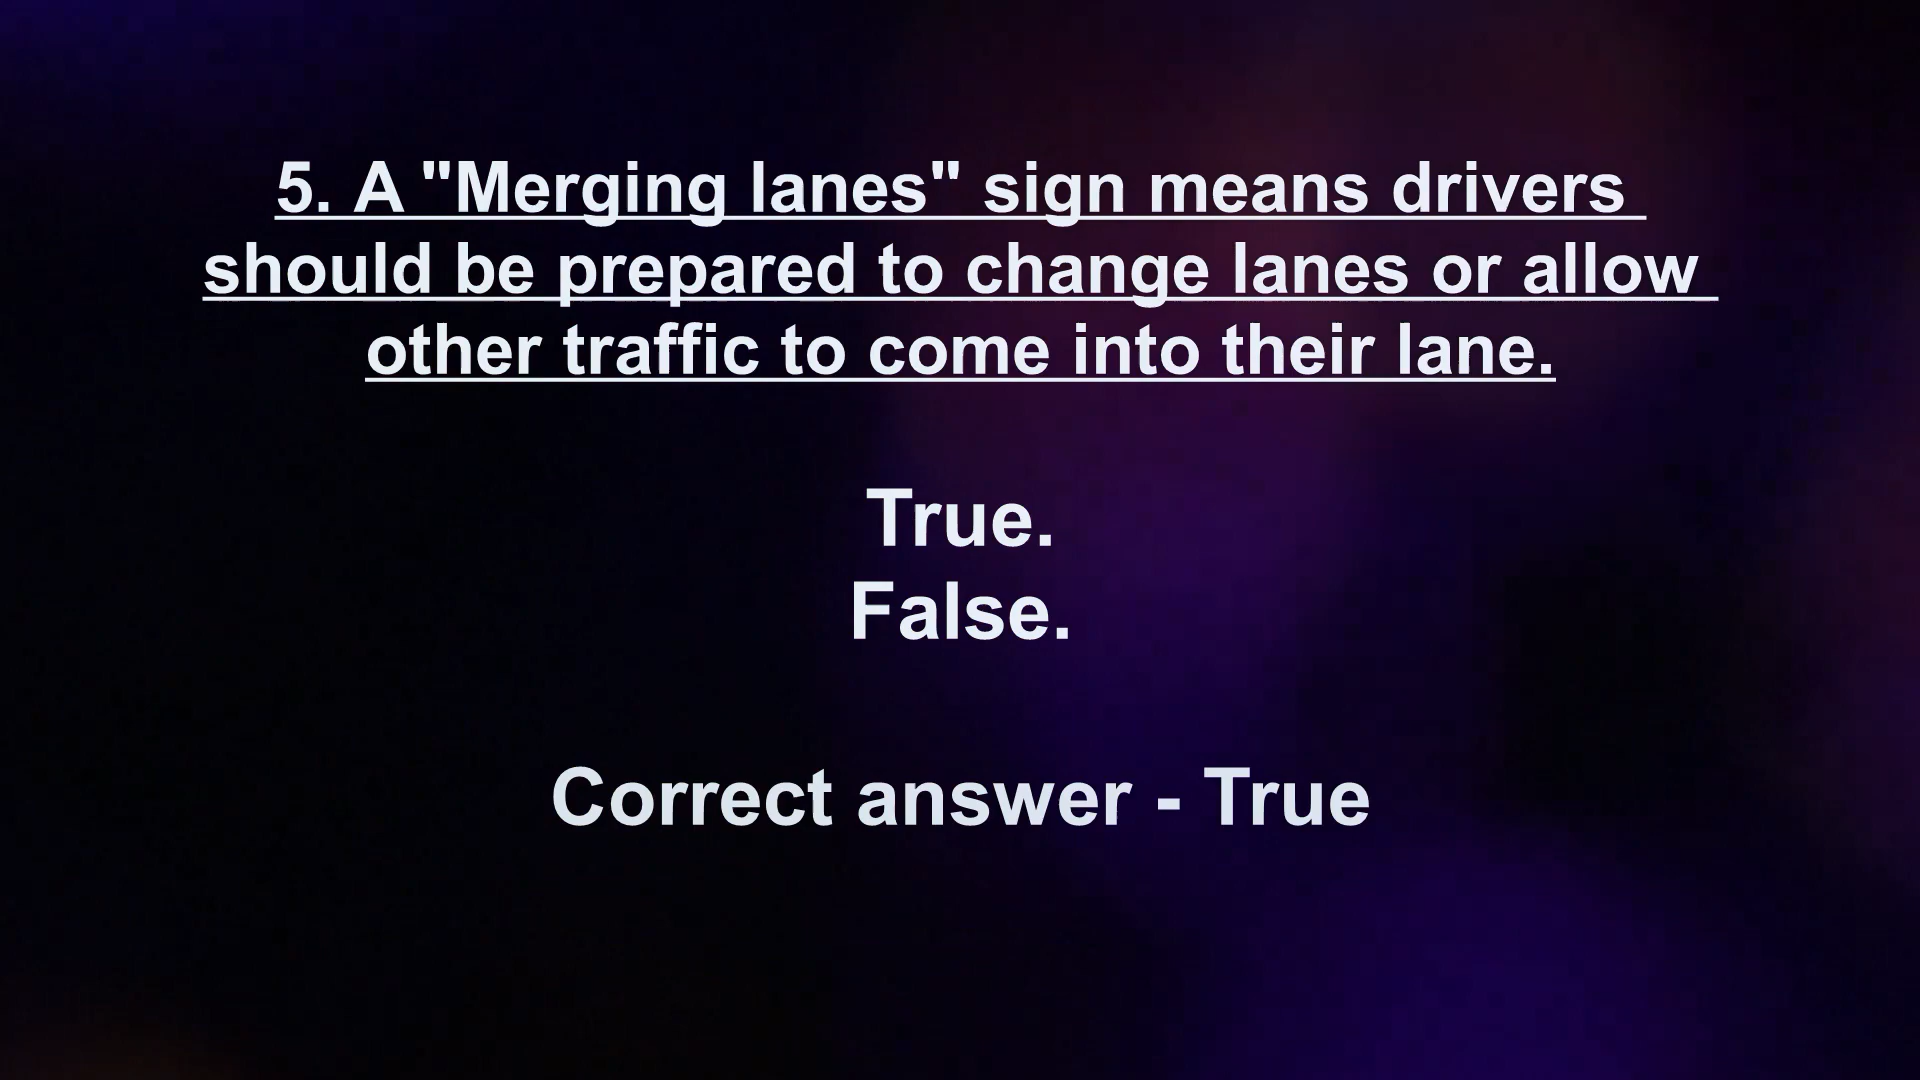 5. A "Merging lanes" sign means drivers
should be prepared to change lanes or allow
other traffic to come into their lane.
True.
False.
Correct answer - True